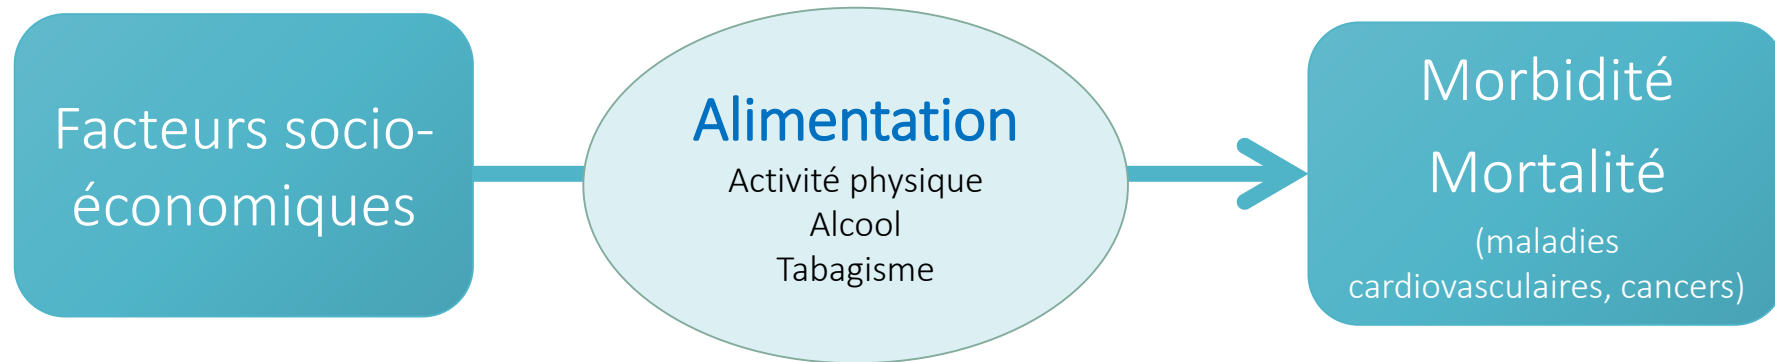 Facteurs socio-
économiques
Alimentation
Activité physique
Alcool
Tabagisme
Morbidité
Mortalité
(maladies
cardiovasculaires, cancers)